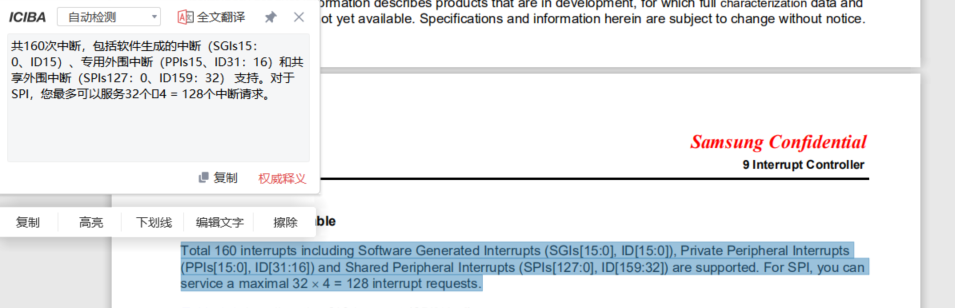 ormation describes products that are in development, for which full characterization data and
ot yet available. Specifications and information herein are subject to change without notice.
ICIBA 自动检测 全文翻译
共160次中断，包括软件生成的中断（SGIs15：
0、ID15）、专用外围中断（PPIs15、ID31：16）和共
享外围中断（SPIs127：0、ID159：32） 支持。对于
SPI，您最多可以服务32个4 = 128个中断请求。
复制 权威释义
复制 高亮 下划线 编辑文字 擦除
Samsung Confidential
9 Interrupt Controller
ble
Total 160 interrupts including Software Generated Interrupts (SGIs[15:0], ID[15:0]), Private Peripheral Interrupts
(PPIs[15:0], ID[31:16]) and Shared Peripheral Interrupts (SPIs[127:0], ID[159:32]) are supported. For SPI, you can
service a maximal 32 × 4 = 128 interrupt requests.